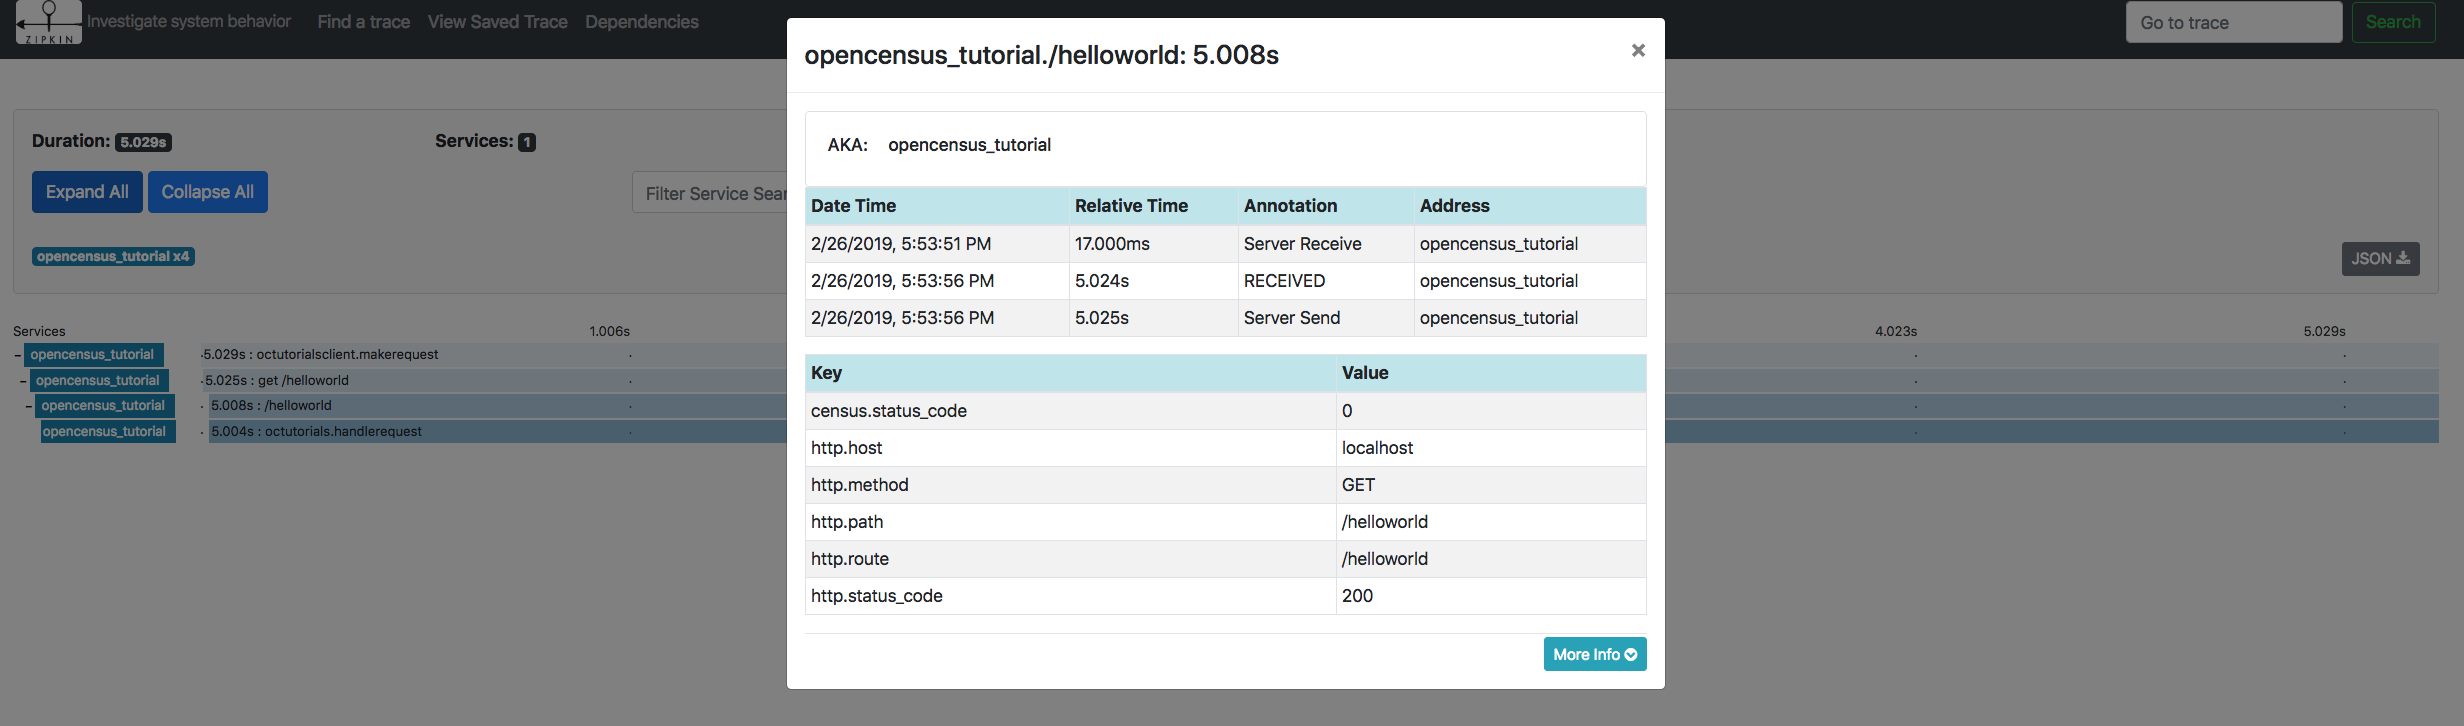 ZIPKIN
Investigate system behavior Find a trace View Saved Trace Dependencies
Go to trace Search
opencensus_tutorial./helloworld: 5.008s ×
AKA: opencensus_tutorial
Date Time Relative Time Annotation Address
2/26/2019, 5:53:51 PM 17.000ms Server Receive opencensus_tutorial
2/26/2019, 5:53:56 PM 5.024s RECEIVED opencensus_tutorial
2/26/2019, 5:53:56 PM 5.025s Server Send opencensus_tutorial
Key Value
census.status_code 0
http.host localhost
http.method GET
http.path /helloworld
http.route /helloworld
http.status_code 200
More Info
Duration: 5.029s Services: 1
Expand All Collapse All Filter Service Sear
opencensus_tutorial x4
JSON
Services 1.006s 4.023s 5.029s
- opencensus_tutorial 5.029s : octutorialsclient.makerequest
- opencensus_tutorial 5.025s : get /helloworld
- opencensus_tutorial 5.008s : /helloworld
opencensus_tutorial 5.004s : octutorials.handlerequest